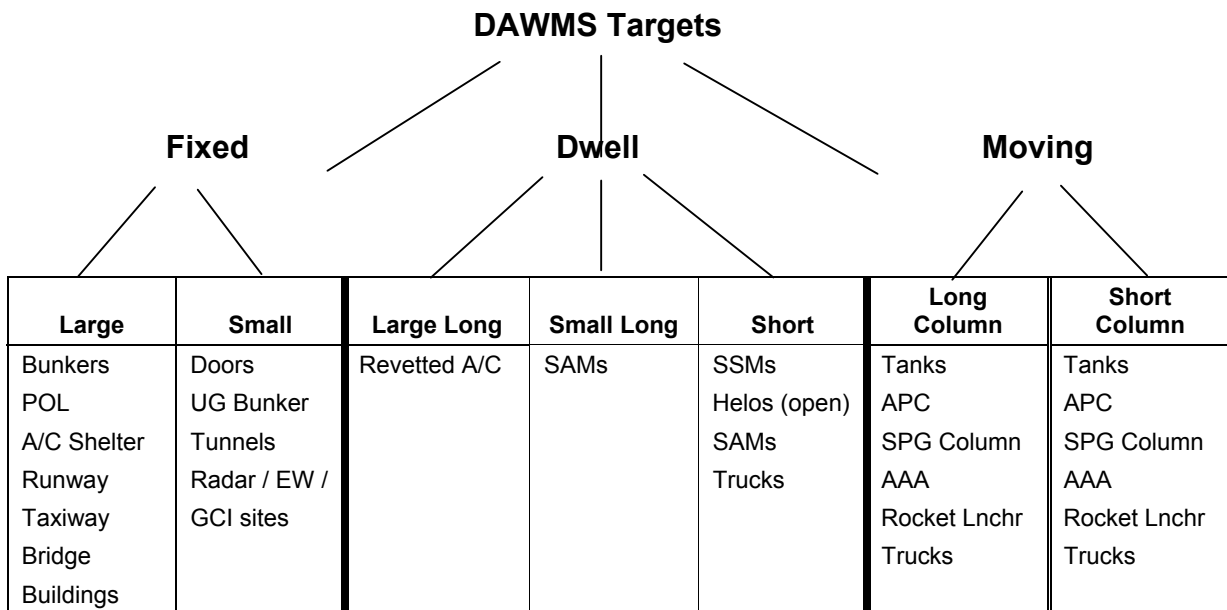 DAWMS Targets
Fixed
Dwell
Moving
Large
Small
Large Long
Small Long
Short
Long
Column
Short
Column
Bunkers
POL
A/C Shelter
Runway
Taxiway
Bridge
Buildings
Doors
UG Bunker
Tunnels
Radar / EW /
GCI sites
Revetted A/C
SAMs
SSMs
Helos (open)
SAMs
Trucks
Tanks
APC
SPG Column
AAA
Rocket Lnchr
Trucks
Tanks
APC
SPG Column
AAA
Rocket Lnchr
Trucks